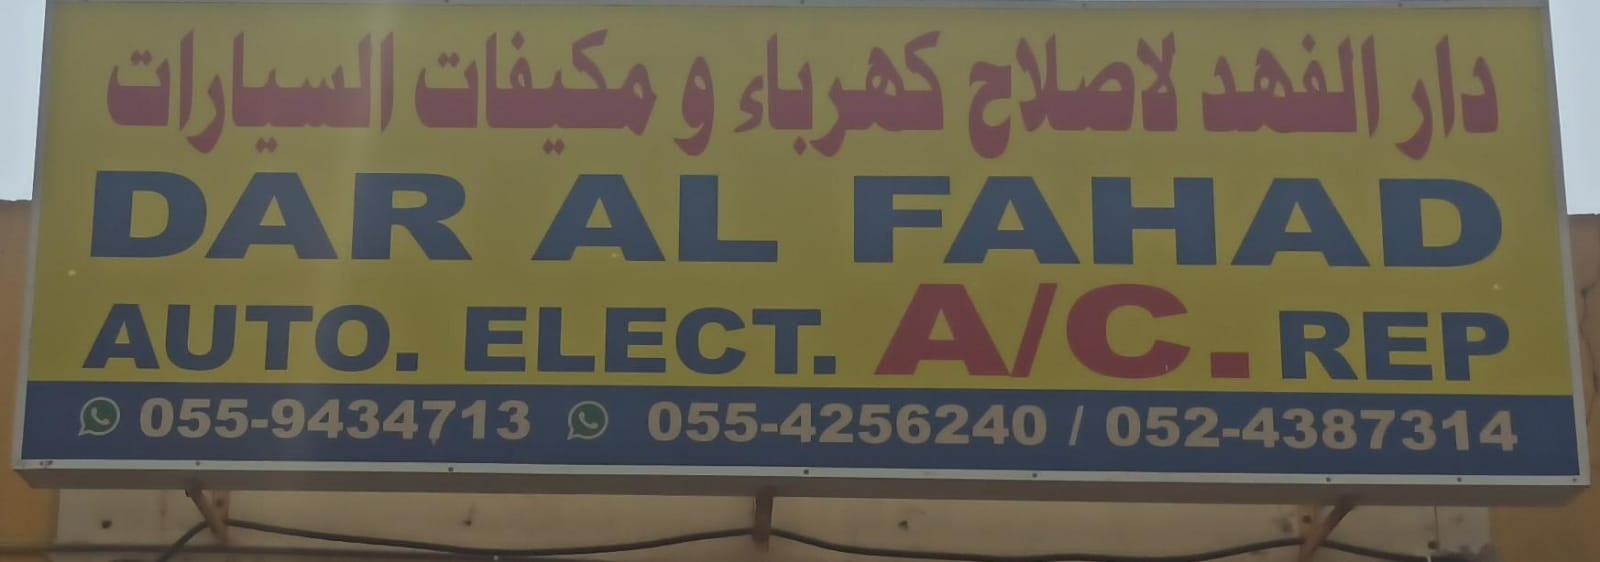 دار الفهد لاصلاح كهرباء و مكيفات السيارات
DAR AL FAHAD
AUTO. ELECT. A/C. REP
055-9434713 055-4256240 / 052-4387314